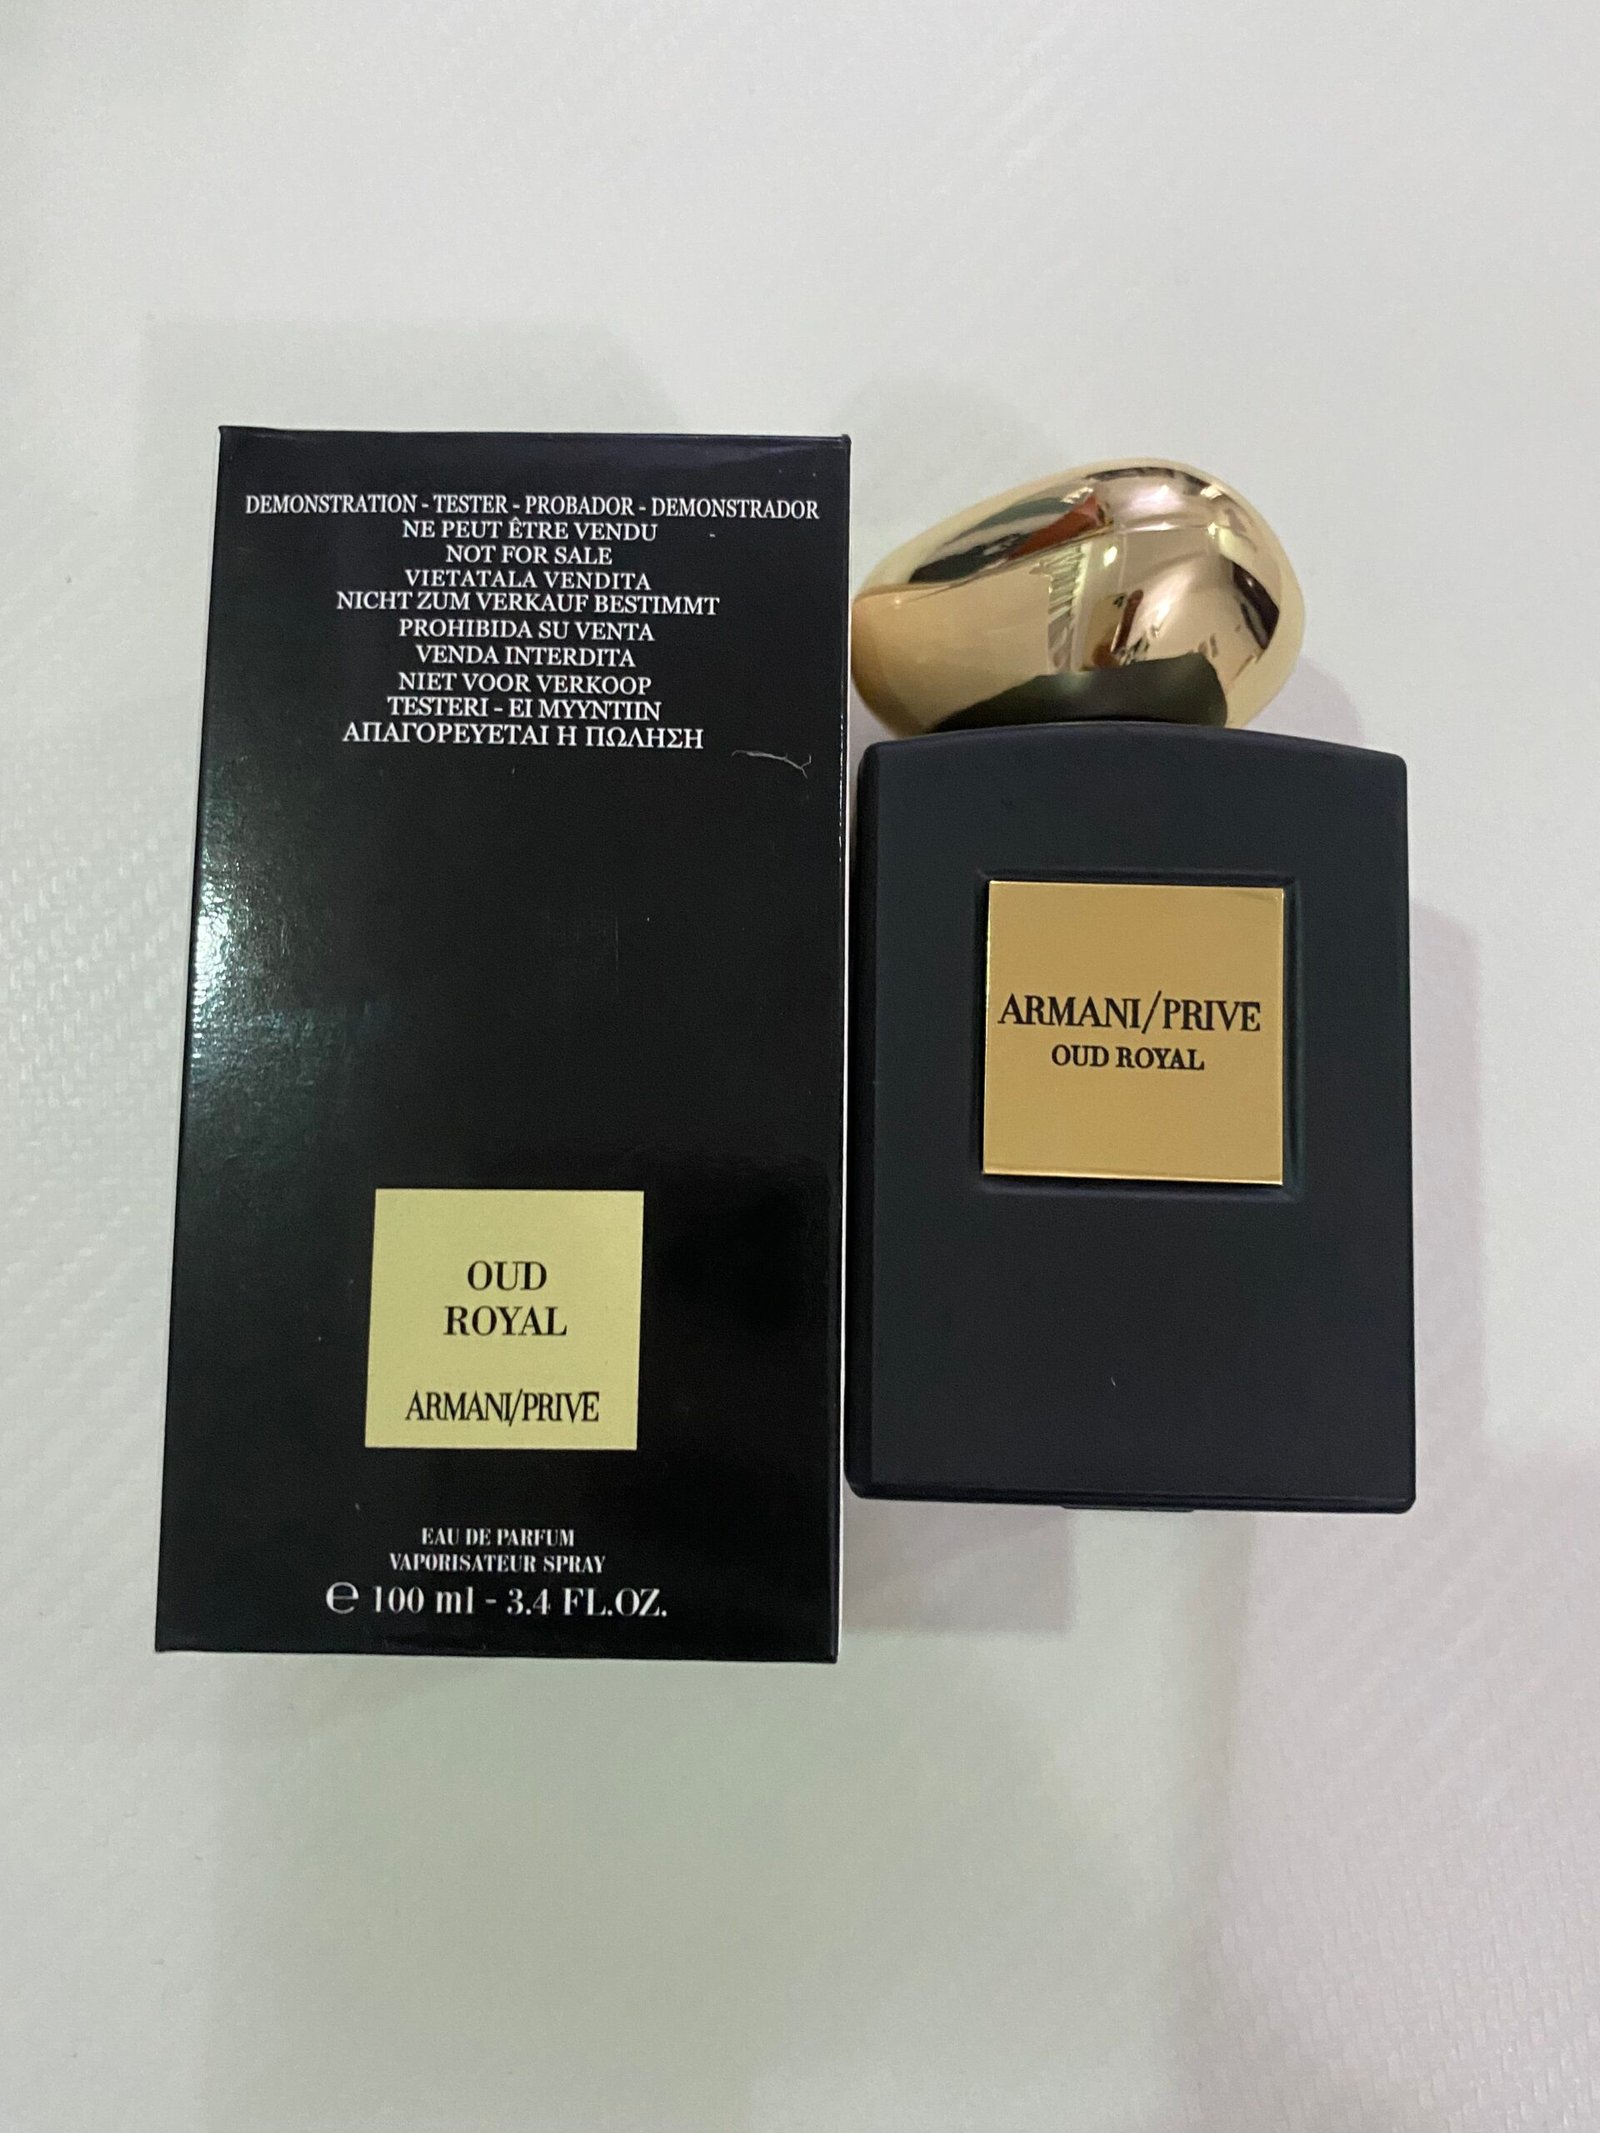 DEMONSTRATION - TESTER - PROBADOR - DEMONSTRADOR
NE PEUT ÊTRE VENDU
NOT FOR SALE
VIETATALA VENDITA
NICHT ZUM VERKAUF BESTIMMT
PROHIBIDA SU VENTA
VENDA INTERDITA
NIET VOOR VERKOOP
TESTERI - EI MYYNTIIN
ΑΠΑΓΟΡΕΥΕΤΑΙ Η ΠΩΛΗΣΗ
OUD
ROYAL
ARMANI/PRIVE
EAU DE PARFUM
VAPORISATEUR SPRAY
℮ 100 ml - 3.4 FL.OZ.
ARMANI/PRIVE
OUD ROYAL